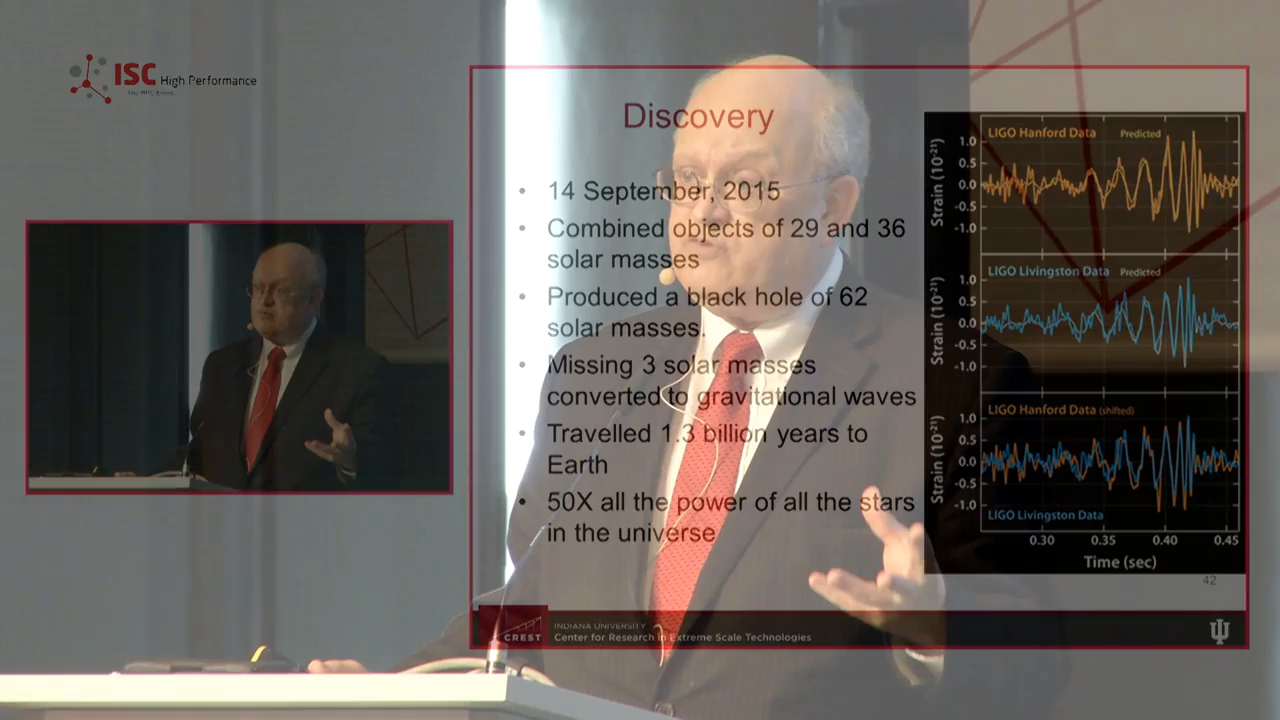 ISC High Performance
The HPC Event
Discovery
• 14 September, 2015
• Combined objects of 29 and 36
solar masses
• Produced a black hole of 62
solar masses.
• Missing 3 solar masses
converted to gravitational waves
• Travelled 1.3 billion years to
Earth
• 50X all the power of all the stars
in the universe
LIGO Hanford Data Predicted
Strain (10-21)
1.0
0.5
0.0
-0.5
-1.0
LIGO Livingston Data Predicted
Strain (10-21)
1.0
0.5
0.0
-0.5
-1.0
LIGO Hanford Data (shifted)
Strain (10-21)
1.0
0.5
0.0
-0.5
-1.0
LIGO Livingston Data
0.30 0.35 0.40 0.45
Time (sec)
42
CREST
INDIANA UNIVERSITY
Center for Research in Extreme Scale Technologies